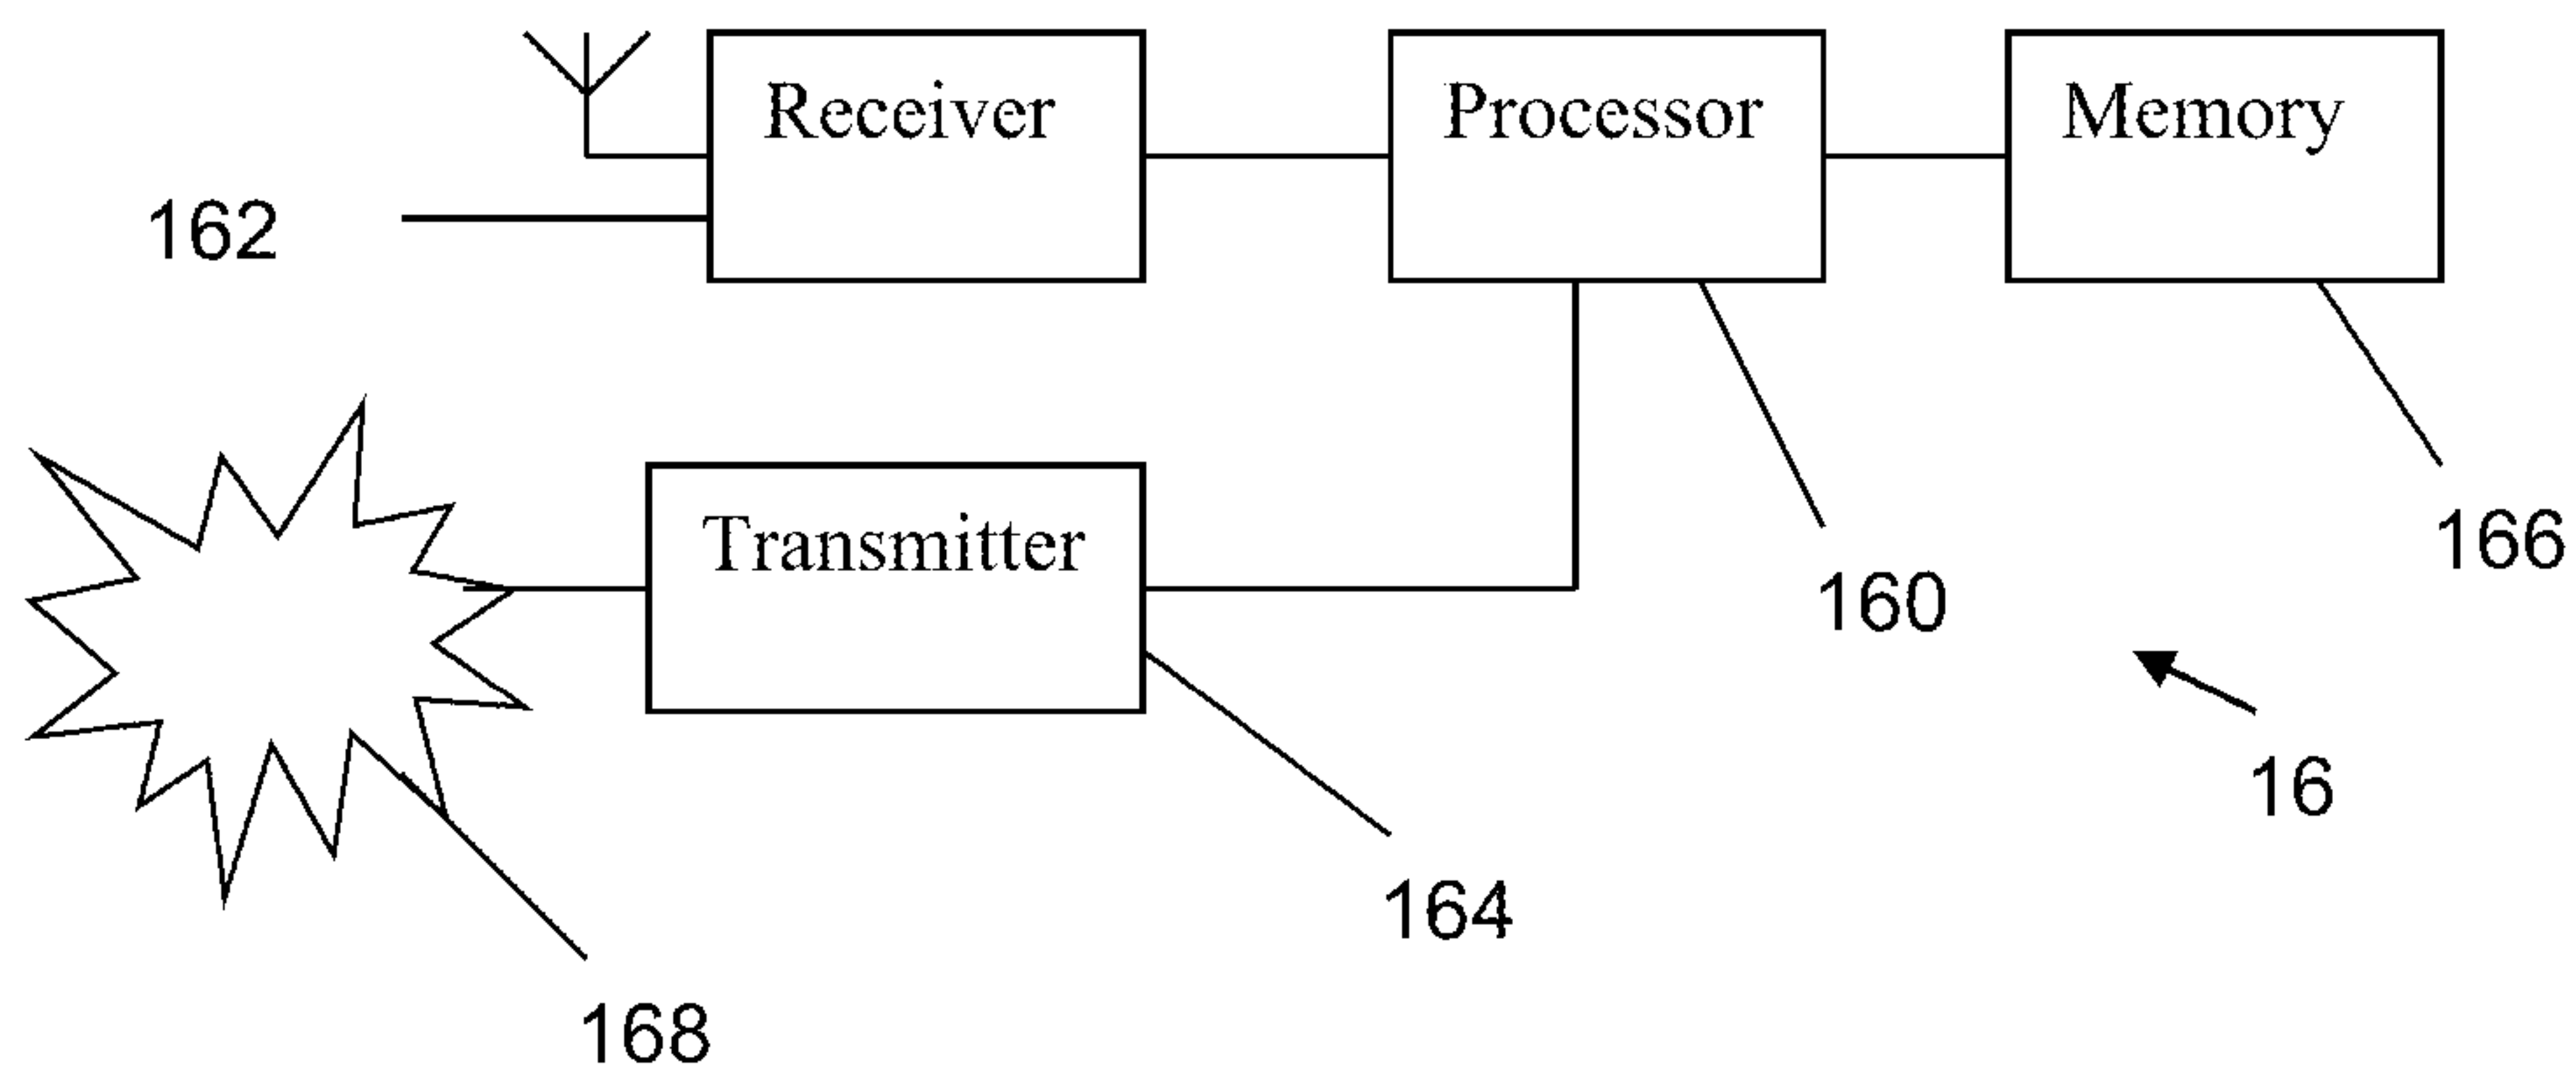 Receiver
Processor
Memory
162
Transmitter
166
160
16
164
168